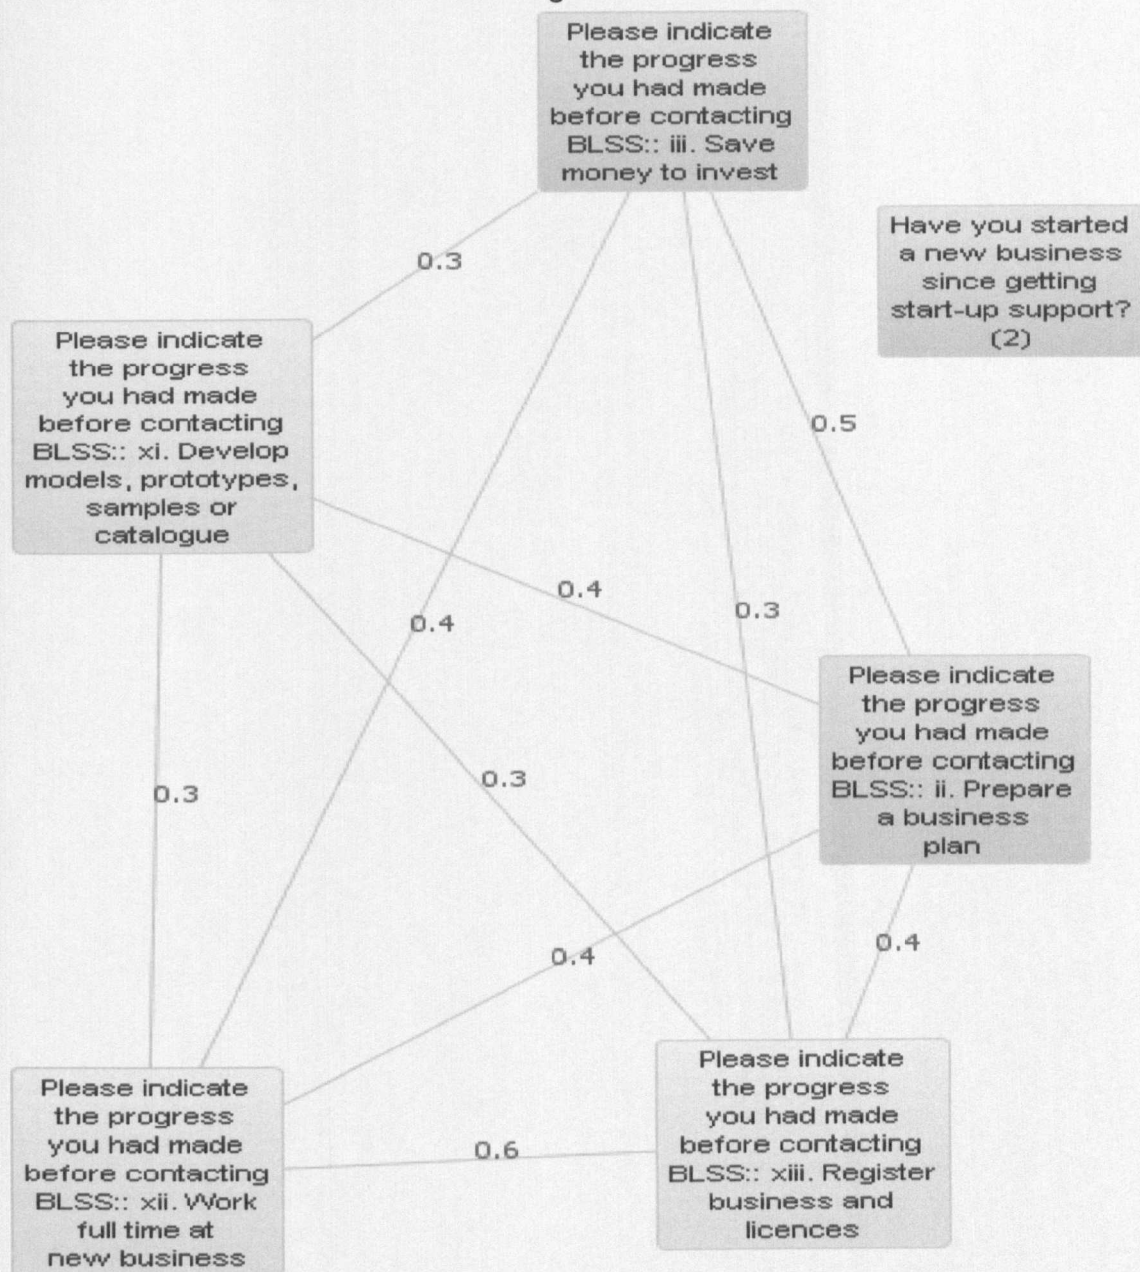 Please indicate
the progress
you had made
before contacting
BLSS:: iii. Save
money to invest
Have you started
a new business
since getting
start-up support?
(2)
0.3
Please indicate
the progress
you had made
before contacting
BLSS:: xi. Develop
models, prototypes,
samples or
catalogue
0.5
0.4
0.4
0.3
Please indicate
the progress
you had made
before contacting
BLSS:: ii. Prepare
a business
plan
0.3
0.3
0.4
0.4
Please indicate
the progress
you had made
before contacting
BLSS:: xiii. Register
business and
licences
Please indicate
the progress
you had made
before contacting
BLSS:: xii. Work
full time at
new business
0.6